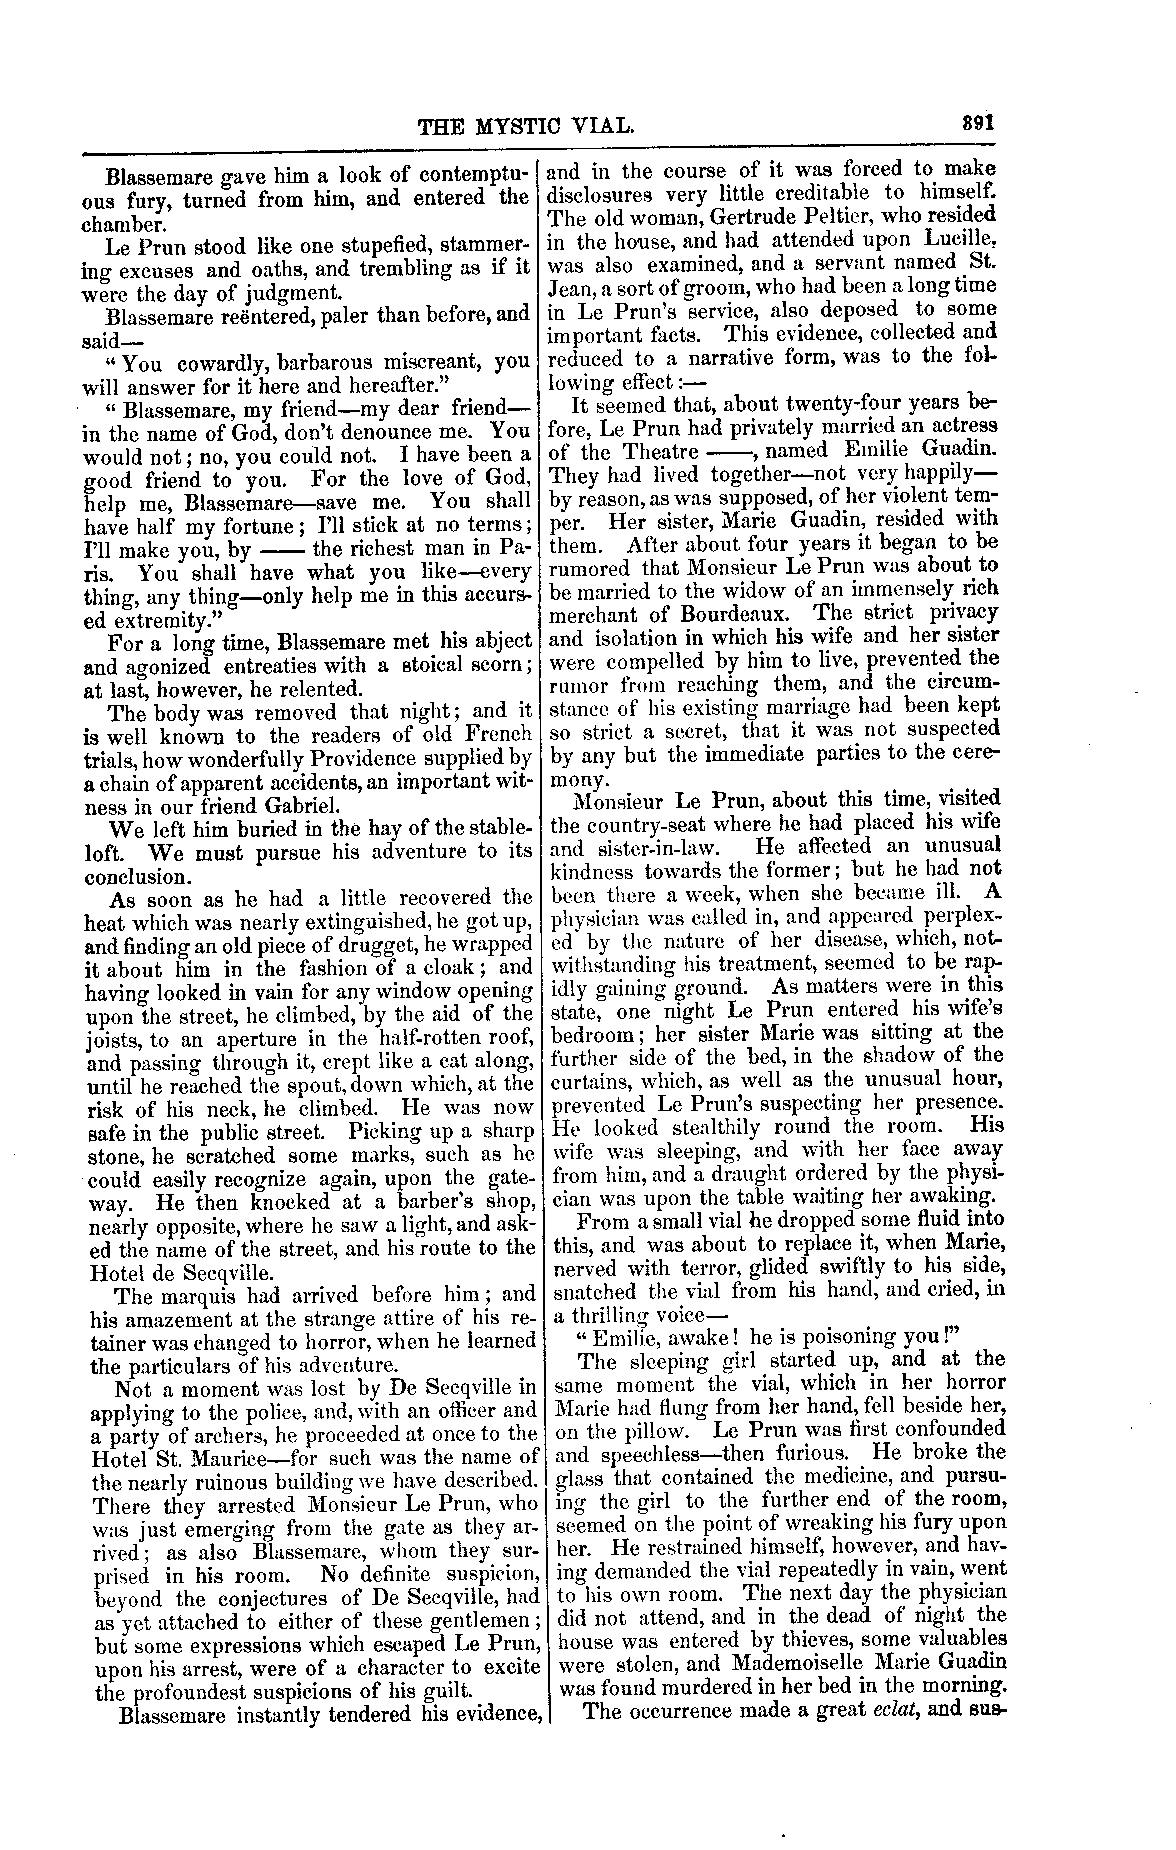 THE MYSTIC VIAL.
391
Blassemare gave him a look of contemptu-
ous fury, turned from him, and entered the
chamber.
Le Prun stood like one stupefied, stammer-
ing excuses and oaths, and trembling as if it
were the day of judgment.
Blassemare reëntered, paler than before, and
said—
“ You cowardly, barbarous miscreant, you
will answer for it here and hereafter.”
“ Blassemare, my friend—my dear friend—
in the name of God, don’t denounce me. You
would not ; no, you could not. I have been a
good friend to you. For the love of God,
help me, Blassemare—save me. You shall
have half my fortune ; I’ll stick at no terms ;
I’ll make you, by —— the richest man in Pa-
ris. You shall have what you like—every
thing, any thing—only help me in this accurs-
ed extremity.”
For a long time, Blassemare met his abject
and agonized entreaties with a stoical scorn ;
at last, however, he relented.
The body was removed that night ; and it
is well known to the readers of old French
trials, how wonderfully Providence supplied by
a chain of apparent accidents, an important wit-
ness in our friend Gabriel.
We left him buried in the hay of the stable-
loft. We must pursue his adventure to its
conclusion.
As soon as he had a little recovered the
heat which was nearly extinguished, he got up,
and finding an old piece of drugget, he wrapped
it about him in the fashion of a cloak ; and
having looked in vain for any window opening
upon the street, he climbed, by the aid of the
joists, to an aperture in the half-rotten roof,
and passing through it, crept like a cat along,
until he reached the spout, down which, at the
risk of his neck, he climbed. He was now
safe in the public street. Picking up a sharp
stone, he scratched some marks, such as he
could easily recognize again, upon the gate-
way. He then knocked at a barber’s shop,
nearly opposite, where he saw a light, and ask-
ed the name of the street, and his route to the
Hotel de Secqville.
The marquis had arrived before him ; and
his amazement at the strange attire of his re-
tainer was changed to horror, when he learned
the particulars of his adventure.
Not a moment was lost by De Secqville in
applying to the police, and, with an officer and
a party of archers, he proceeded at once to the
Hotel St. Maurice—for such was the name of
the nearly ruinous building we have described.
There they arrested Monsieur Le Prun, who
was just emerging from the gate as they ar-
rived ; as also Blassemare, whom they sur-
prised in his room. No definite suspicion,
beyond the conjectures of De Secqville, had
as yet attached to either of these gentlemen ;
but some expressions which escaped Le Prun,
upon his arrest, were of a character to excite
the profoundest suspicions of his guilt.
Blassemare instantly tendered his evidence,
and in the course of it was forced to make
disclosures very little creditable to himself.
The old woman, Gertrude Peltier, who resided
in the house, and had attended upon Lucille,
was also examined, and a servant named St.
Jean, a sort of groom, who had been a long time
in Le Prun’s service, also deposed to some
important facts. This evidence, collected and
reduced to a narrative form, was to the fol-
lowing effect :—
It seemed that, about twenty-four years be-
fore, Le Prun had privately married an actress
of the Theatre ——, named Emilie Guadin.
They had lived together—not very happily—
by reason, as was supposed, of her violent tem-
per. Her sister, Marie Guadin, resided with
them. After about four years it began to be
rumored that Monsieur Le Prun was about to
be married to the widow of an immensely rich
merchant of Bourdeaux. The strict privacy
and isolation in which his wife and her sister
were compelled by him to live, prevented the
rumor from reaching them, and the circum-
stance of his existing marriage had been kept
so strict a secret, that it was not suspected
by any but the immediate parties to the cere-
mony.
Monsieur Le Prun, about this time, visited
the country-seat where he had placed his wife
and sister-in-law. He affected an unusual
kindness towards the former ; but he had not
been there a week, when she became ill. A
physician was called in, and appeared perplex-
ed by the nature of her disease, which, not-
withstanding his treatment, seemed to be rap-
idly gaining ground. As matters were in this
state, one night Le Prun entered his wife’s
bedroom ; her sister Marie was sitting at the
further side of the bed, in the shadow of the
curtains, which, as well as the unusual hour,
prevented Le Prun’s suspecting her presence.
He looked stealthily round the room. His
wife was sleeping, and with her face away
from him, and a draught ordered by the physi-
cian was upon the table waiting her awaking.
From a small vial he dropped some fluid into
this, and was about to replace it, when Marie,
nerved with terror, glided swiftly to his side,
snatched the vial from his hand, and cried, in
a thrilling voice—
“ Emilie, awake ! he is poisoning you !”
The sleeping girl started up, and at the
same moment the vial, which in her horror
Marie had flung from her hand, fell beside her,
on the pillow. Le Prun was first confounded
and speechless—then furious. He broke the
glass that contained the medicine, and pursu-
ing the girl to the further end of the room,
seemed on the point of wreaking his fury upon
her. He restrained himself, however, and hav-
ing demanded the vial repeatedly in vain, went
to his own room. The next day the physician
did not attend, and in the dead of night the
house was entered by thieves, some valuables
were stolen, and Mademoiselle Marie Guadin
was found murdered in her bed in the morning.
The occurrence made a great eclat, and sus-